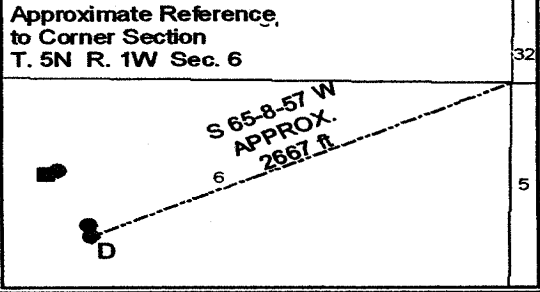 Approximate Reference
to Corner Section
T. 5N R. 1W Sec. 6
32
S 65-8-57 W
APPROX.
2667 ft
6
5
D